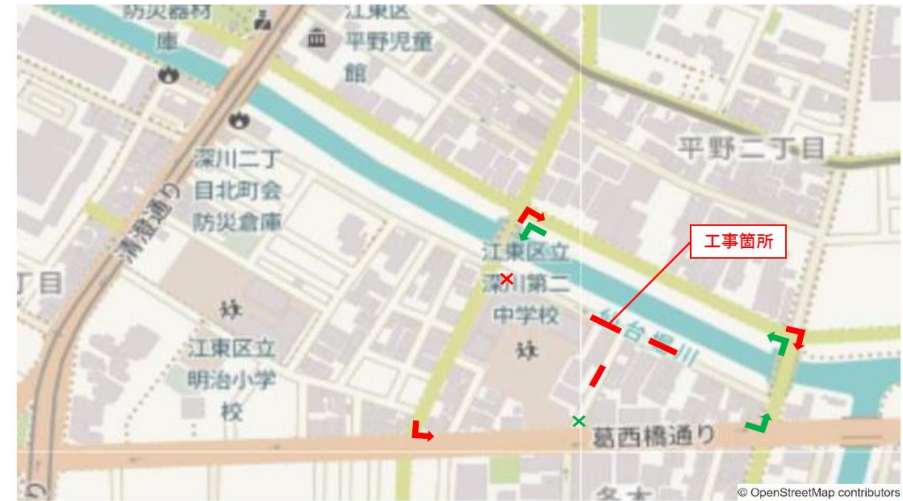 防災器材
庫
江東区
平野児童
館
深川二丁
目北町会
防災倉庫
清澄通り
平野二丁目
工事箇所
江東区立
深川第二
中学校
仙台堀川
丁目
江東区立
明治小学
校
葛西橋通り
冬木
り
© OpenStreetMap contributors